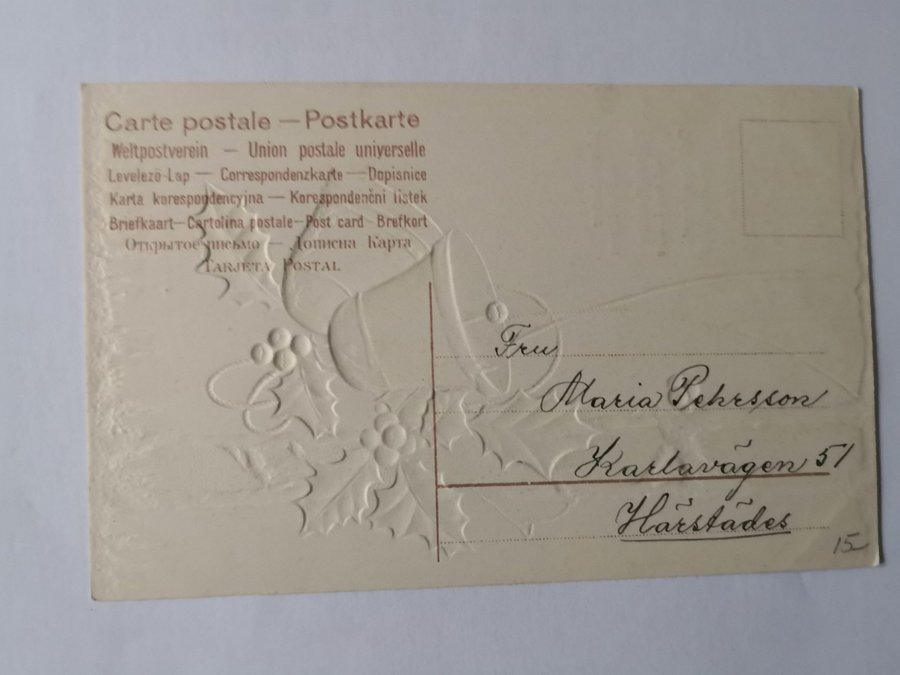 Carte postale — Postkarte
Weltpostverein — Union postale universelle
Levelezö-Lap — Correspondenzkarte — Dopisnice
Karta korespondencyjna — Korespondenční lístek
Briefkaart — Cartolina postale — Post card Brefkort
Открытое письмо — Дописна Карта
TARJETA POSTAL
Fru
Maria Pehrsson
Karlavägen 51
Härstädes
15